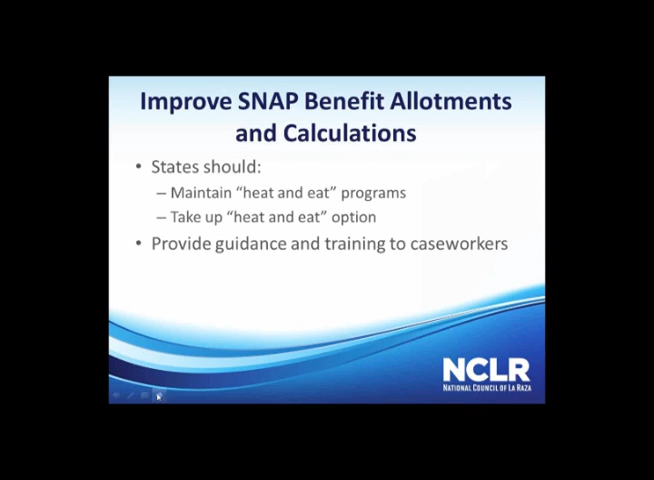 Improve SNAP Benefit Allotments
and Calculations
• States should:
– Maintain “heat and eat” programs
– Take up “heat and eat” option
• Provide guidance and training to caseworkers
NCLR
NATIONAL COUNCIL OF LA RAZA